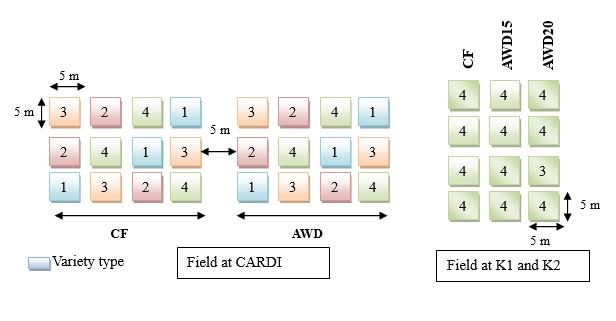 5 m
5 m
3 2 4 1
2 4 1 3
1 3 2 4
5 m
3 2 4 1
2 4 1 3
1 3 2 4
CF
AWD
Variety type
Field at CARDI
CF AWD15 AWD20
4 4 4
4 4 4
4 4 3
4 4 4
5 m
5 m
Field at K1 and K2